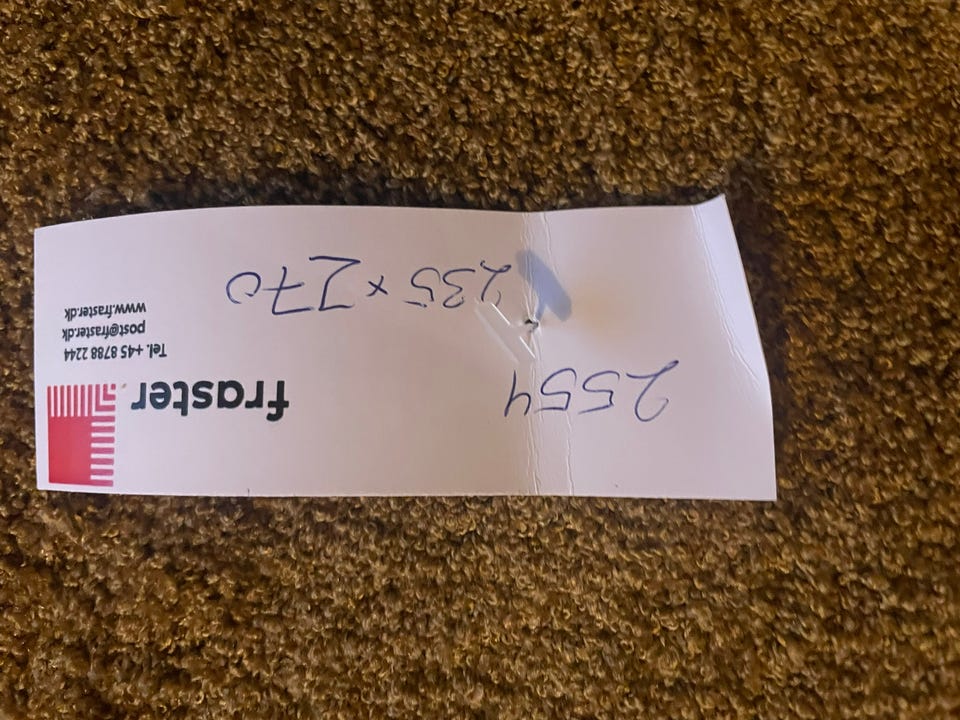 2554
235 x 270
fraster
Tel. +45 8788 2244
post@fraster.dk
www.fraster.dk